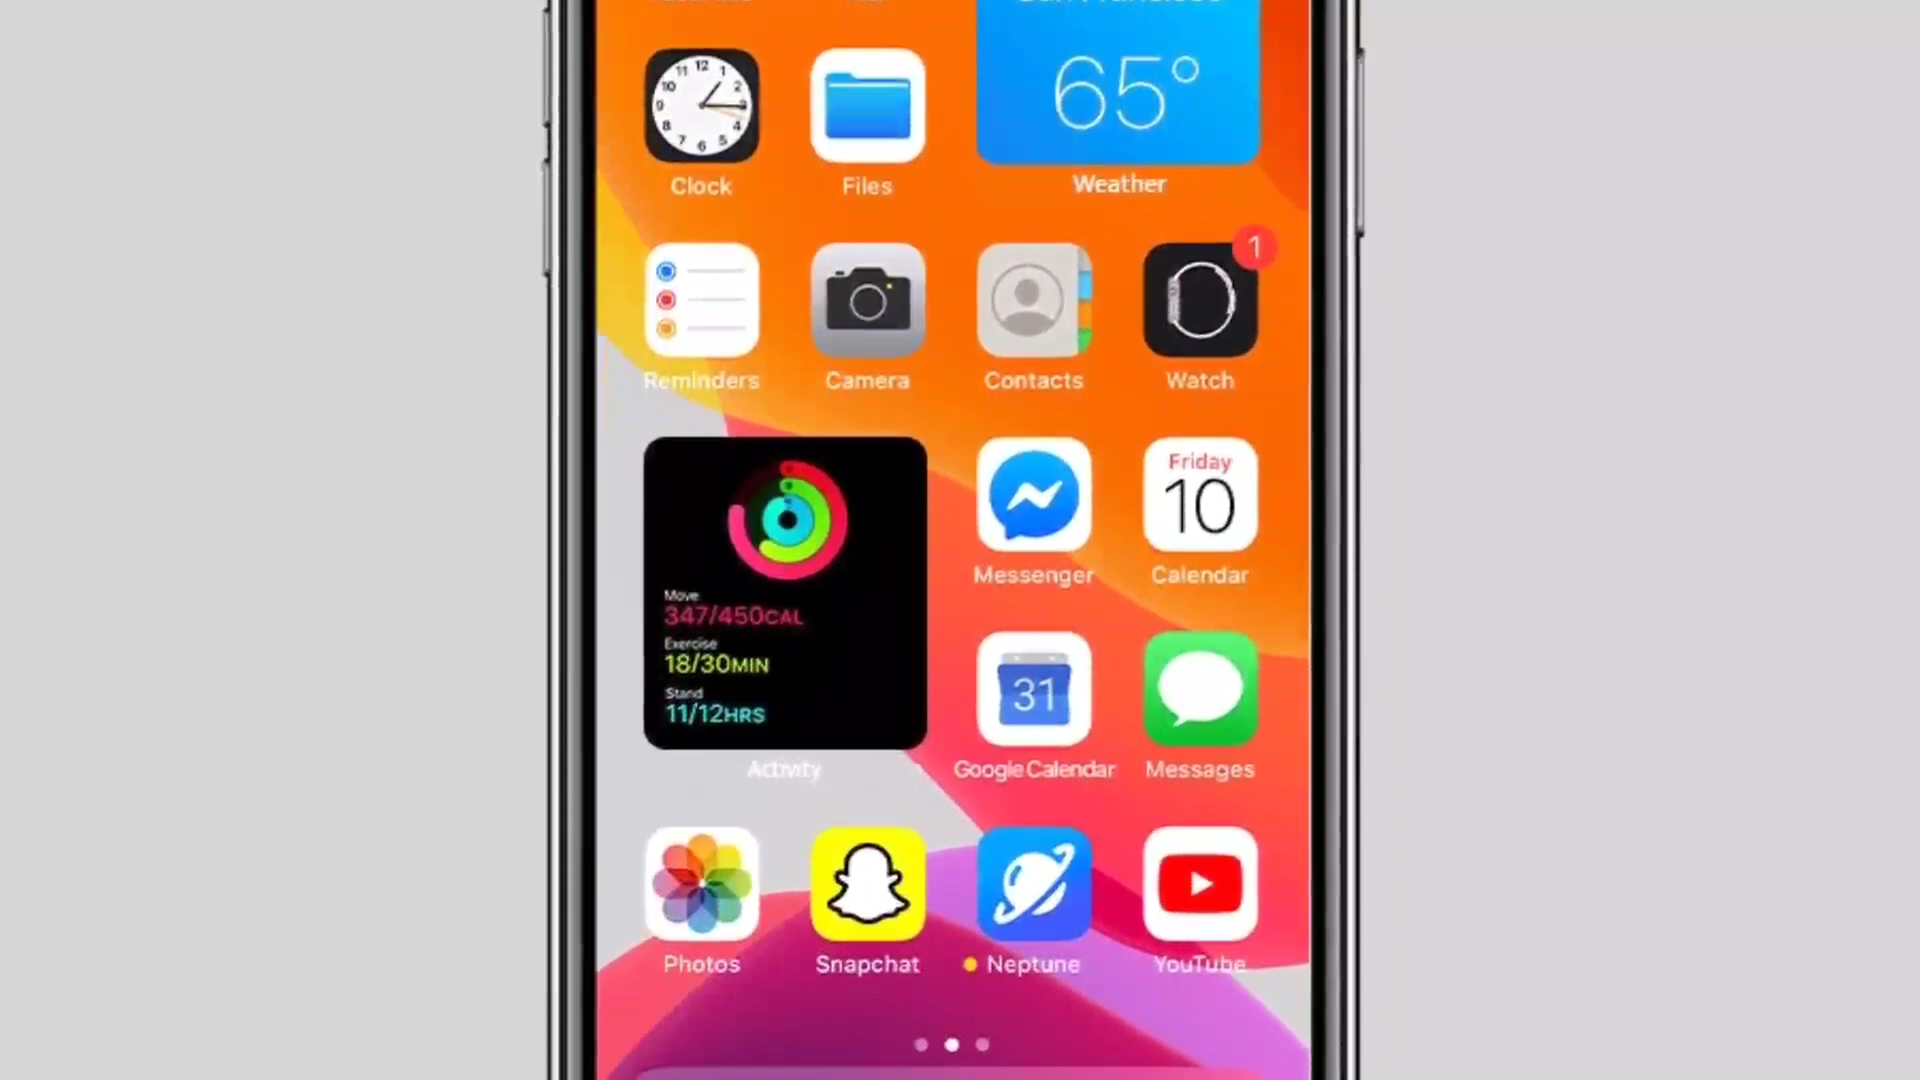 65°
Clock
Files
Weather
1
Reminders
Camera
Contacts
Watch
Friday
10
Messenger
Calendar
Move
347/450CAL
Exercise
18/30MIN
Stand
11/12HRS
31
Activity
Google Calendar
Messages
Photos
Snapchat
Neptune
YouTube